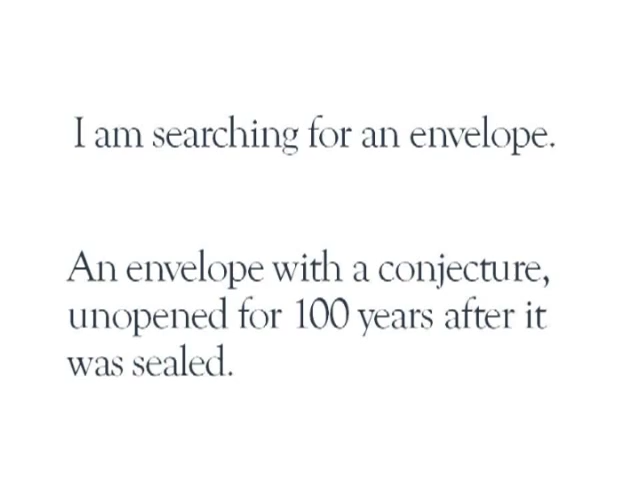 I am searching for an envelope.
An envelope with a conjecture,
unopened for 100 years after it
was sealed.